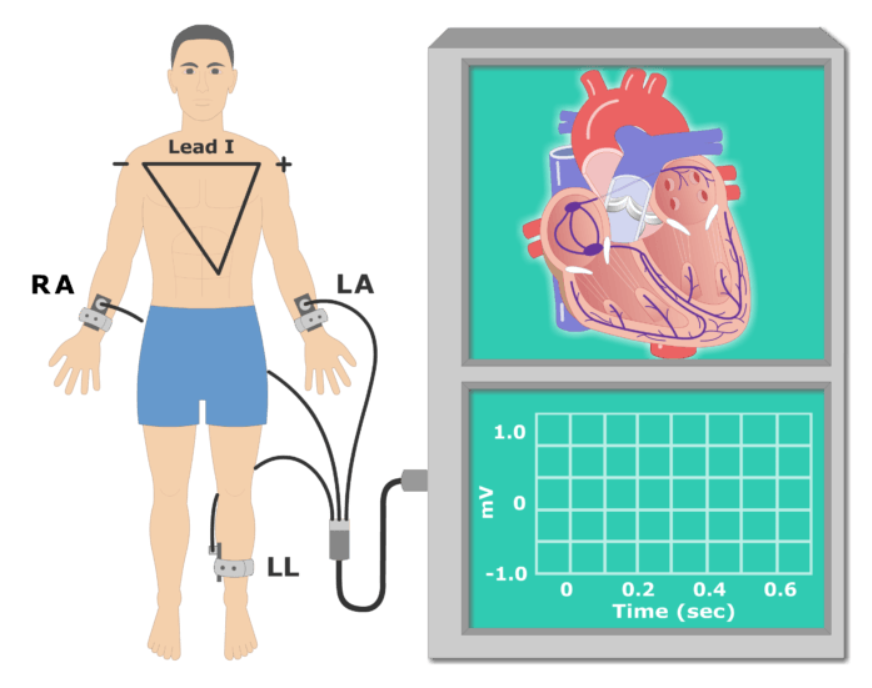 Lead I
− +
RA
LA
LL
1.0
0
-1.0
mV
0 0.2 0.4 0.6
Time (sec)